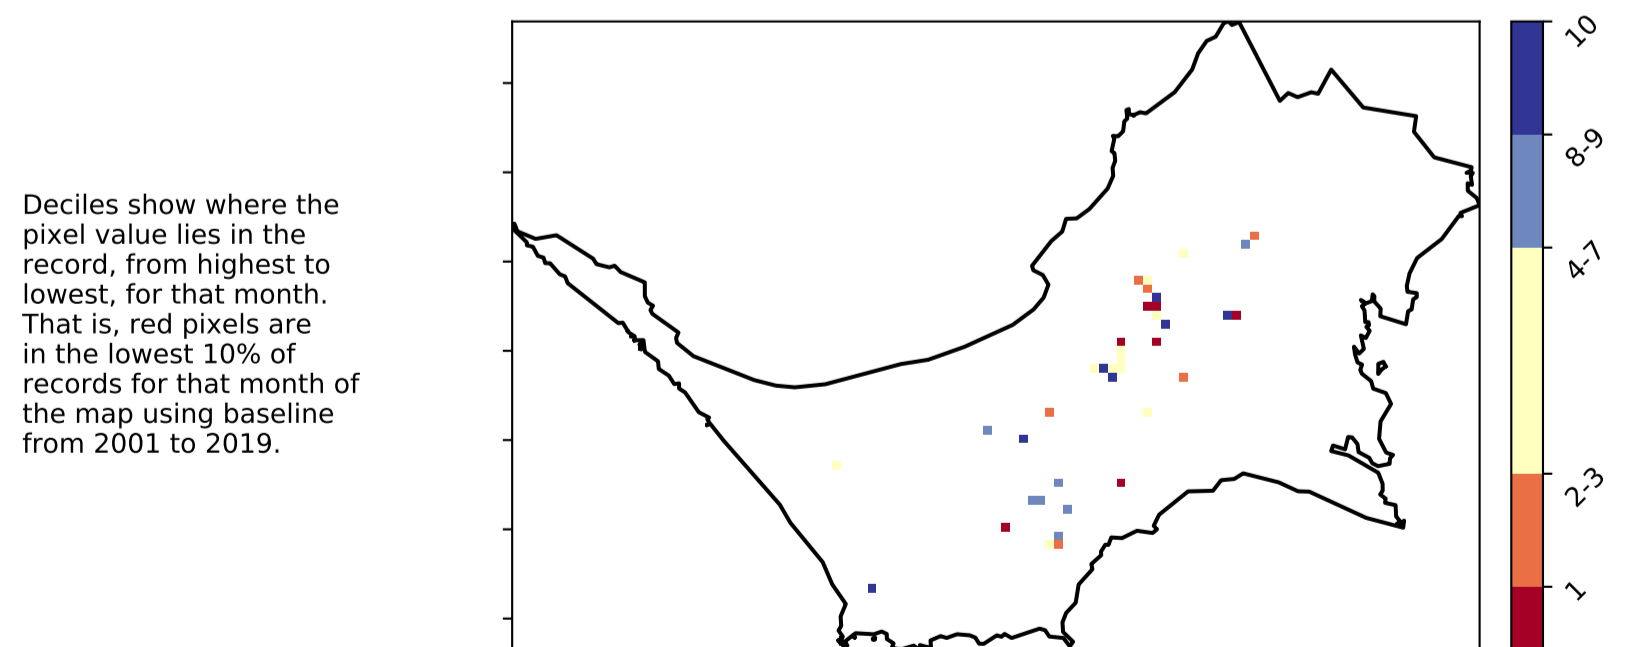 Deciles show where the
pixel value lies in the
record, from highest to
lowest, for that month.
That is, red pixels are
in the lowest 10% of
records for that month of
the map using baseline
from 2001 to 2019.
10
8-9
4-7
2-3
1